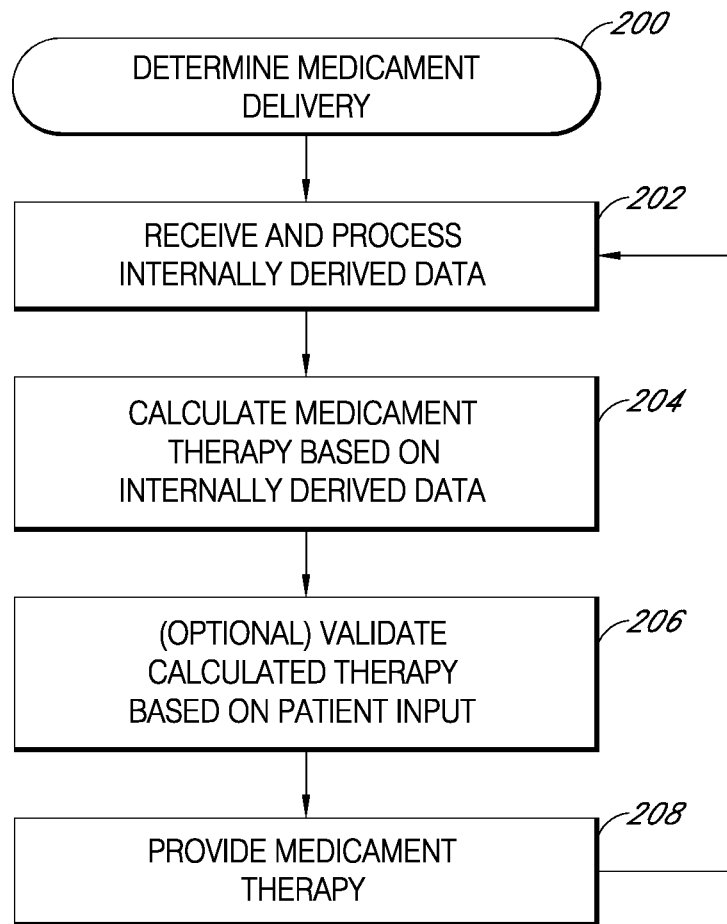 200
DETERMINE MEDICAMENT
DELIVERY
202
RECEIVE AND PROCESS
INTERNALLY DERIVED DATA
204
CALCULATE MEDICAMENT
THERAPY BASED ON
INTERNALLY DERIVED DATA
206
(OPTIONAL) VALIDATE
CALCULATED THERAPY
BASED ON PATIENT INPUT
208
PROVIDE MEDICAMENT
THERAPY